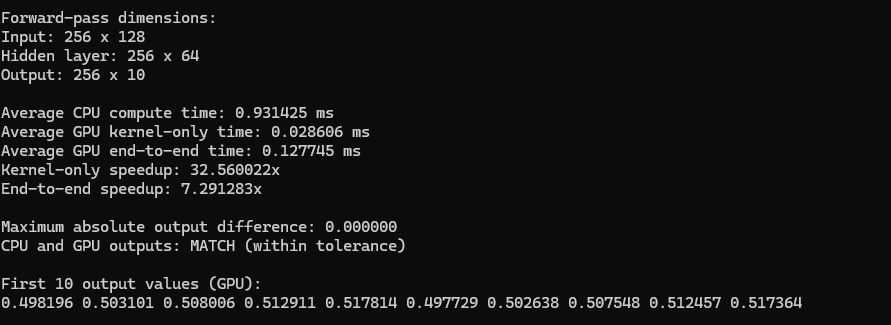 Forward-pass dimensions:
Input: 256 x 128
Hidden layer: 256 x 64
Output: 256 x 10
Average CPU compute time: 0.931425 ms
Average GPU kernel-only time: 0.028606 ms
Average GPU end-to-end time: 0.127745 ms
Kernel-only speedup: 32.560022x
End-to-end speedup: 7.291283x
Maximum absolute output difference: 0.000000
CPU and GPU outputs: MATCH (within tolerance)
First 10 output values (GPU):
0.498196 0.503101 0.508006 0.512911 0.517814 0.497729 0.502638 0.507548 0.512457 0.517364